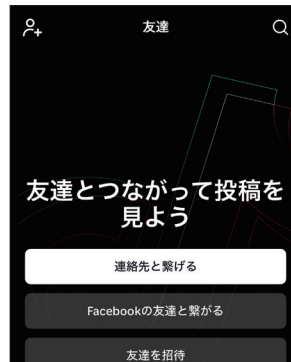 友達
友達とつながって投稿を
見よう
連絡先と繋げる
Facebookの友達と繋がる
友達を招待